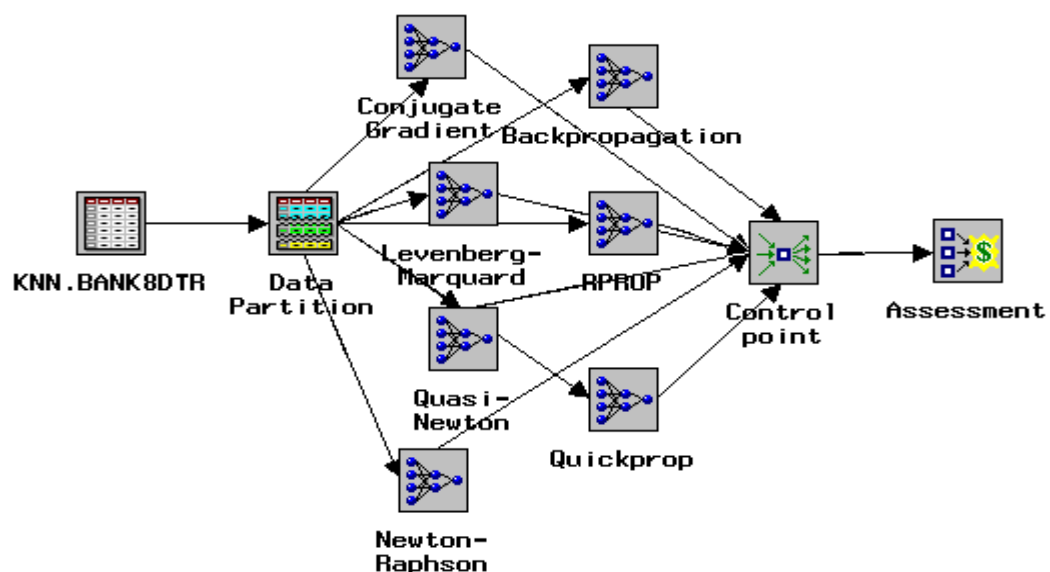 Conjugate
Gradient
Backpropagation
KNN.BANK8DTR
Data
Partition
Levenberg-
Marquard
RPROP
Control
point
$
Assessment
Quasi-
Newton
Quickprop
Newton-
Raphson